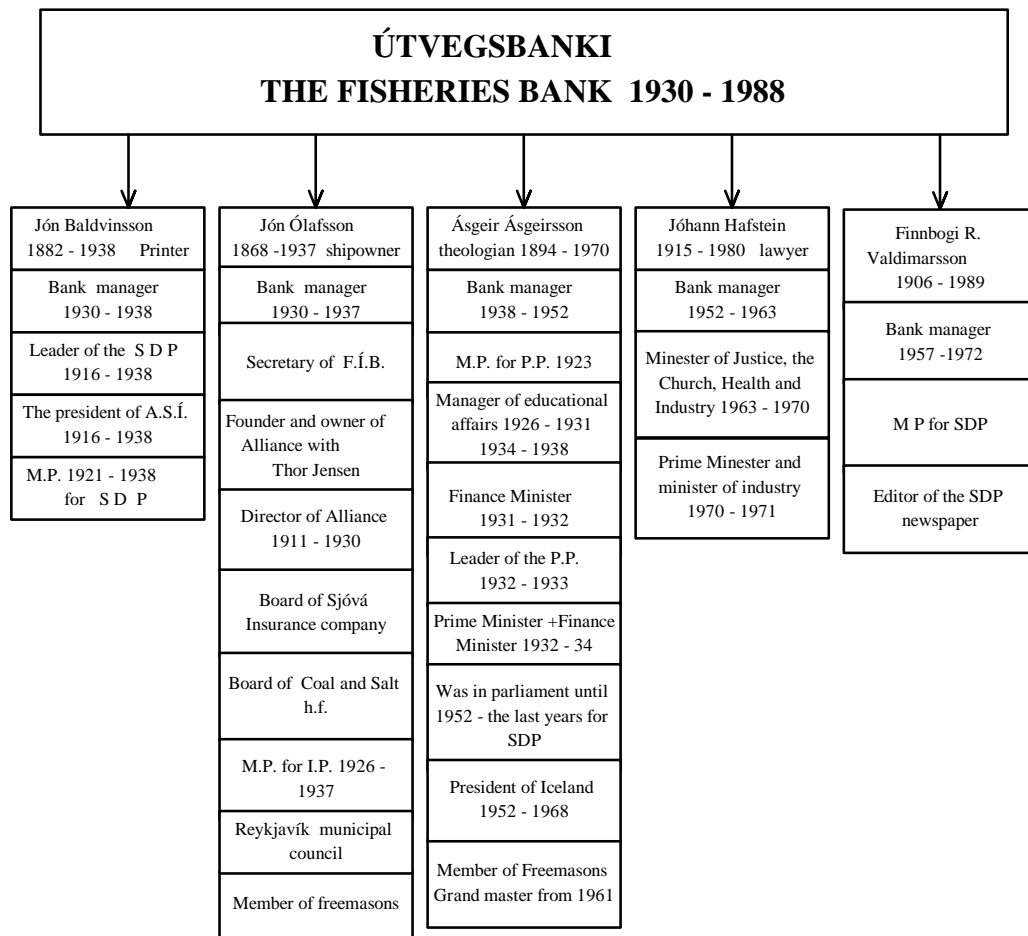 ÚTVEGSBANKI
THE FISHERIES BANK 1930 - 1988
Jón Baldvinsson
1882 - 1938 Printer
Bank manager
1930 - 1938
Leader of the S D P
1916 - 1938
The president of A.S.Í.
1916 - 1938
M.P. 1921 - 1938
for S D P
Jón Ólafsson
1868 -1937 shipowner
Bank manager
1930 - 1937
Secretary of F.Í.B.
Founder and owner of
Alliance with
Thor Jensen
Director of Alliance
1911 - 1930
Board of Sjóvá
Insurance company
Board of Coal and Salt
h.f.
M.P. for I.P. 1926 -
1937
Reykjavík municipal
council
Member of freemasons
Ásgeir Ásgeirsson
theologian 1894 - 1970
Bank manager
1938 - 1952
M.P. for P.P. 1923
Manager of educational
affairs 1926 - 1931
1934 - 1938
Finance Minister
1931 - 1932
Leader of the P.P.
1932 - 1933
Prime Minister +Finance
Minister 1932 - 34
Was in parliament until
1952 - the last years for
SDP
President of Iceland
1952 - 1968
Member of Freemasons
Grand master from 1961
Jóhann Hafstein
1915 - 1980 lawyer
Bank manager
1952 - 1963
Minester of Justice, the
Church, Health and
Industry 1963 - 1970
Prime Minester and
minister of industry
1970 - 1971
Finnbogi R.
Valdimarsson
1906 - 1989
Bank manager
1957 -1972
M P for SDP
Editor of the SDP
newspaper